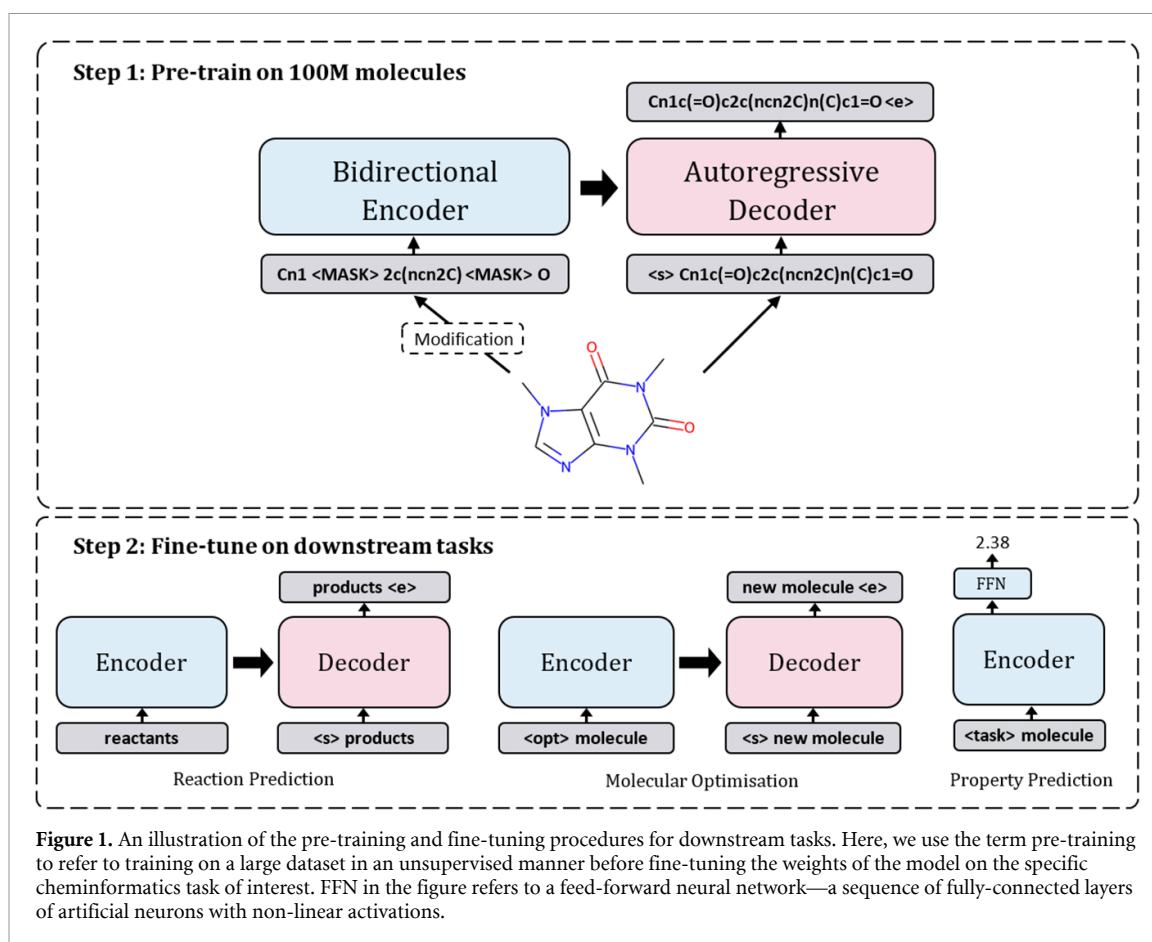 Step 1: Pre-train on 100M molecules
Cn1c(=O)c2c(ncn2C)n(C)c1=O <e>
Bidirectional
Encoder
Autoregressive
Decoder
Cn1 <MASK> 2c(ncn2C) <MASK> O
<s> Cn1c(=O)c2c(ncn2C)n(C)c1=O
Modification
O
N
N
O
N
N
Step 2: Fine-tune on downstream tasks
products <e>
Encoder
Decoder
reactants
<s> products
Reaction Prediction
new molecule <e>
Encoder
Decoder
<opt> molecule
<s> new molecule
Molecular Optimisation
2.38
FFN
Encoder
<task> molecule
Property Prediction
Figure 1. An illustration of the pre-training and fine-tuning procedures for downstream tasks. Here, we use the term pre-training
to refer to training on a large dataset in an unsupervised manner before fine-tuning the weights of the model on the specific
cheminformatics task of interest. FFN in the figure refers to a feed-forward neural network—a sequence of fully-connected layers
of artificial neurons with non-linear activations.